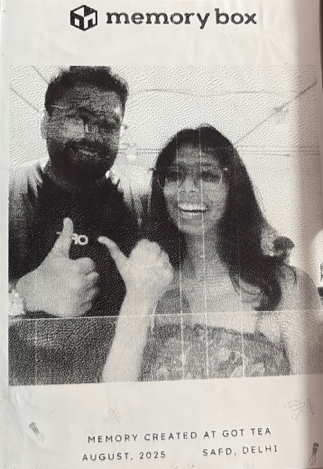 memory box
MEMORY CREATED AT GOT TEA
AUGUST, 2025 SAFD, DELHI